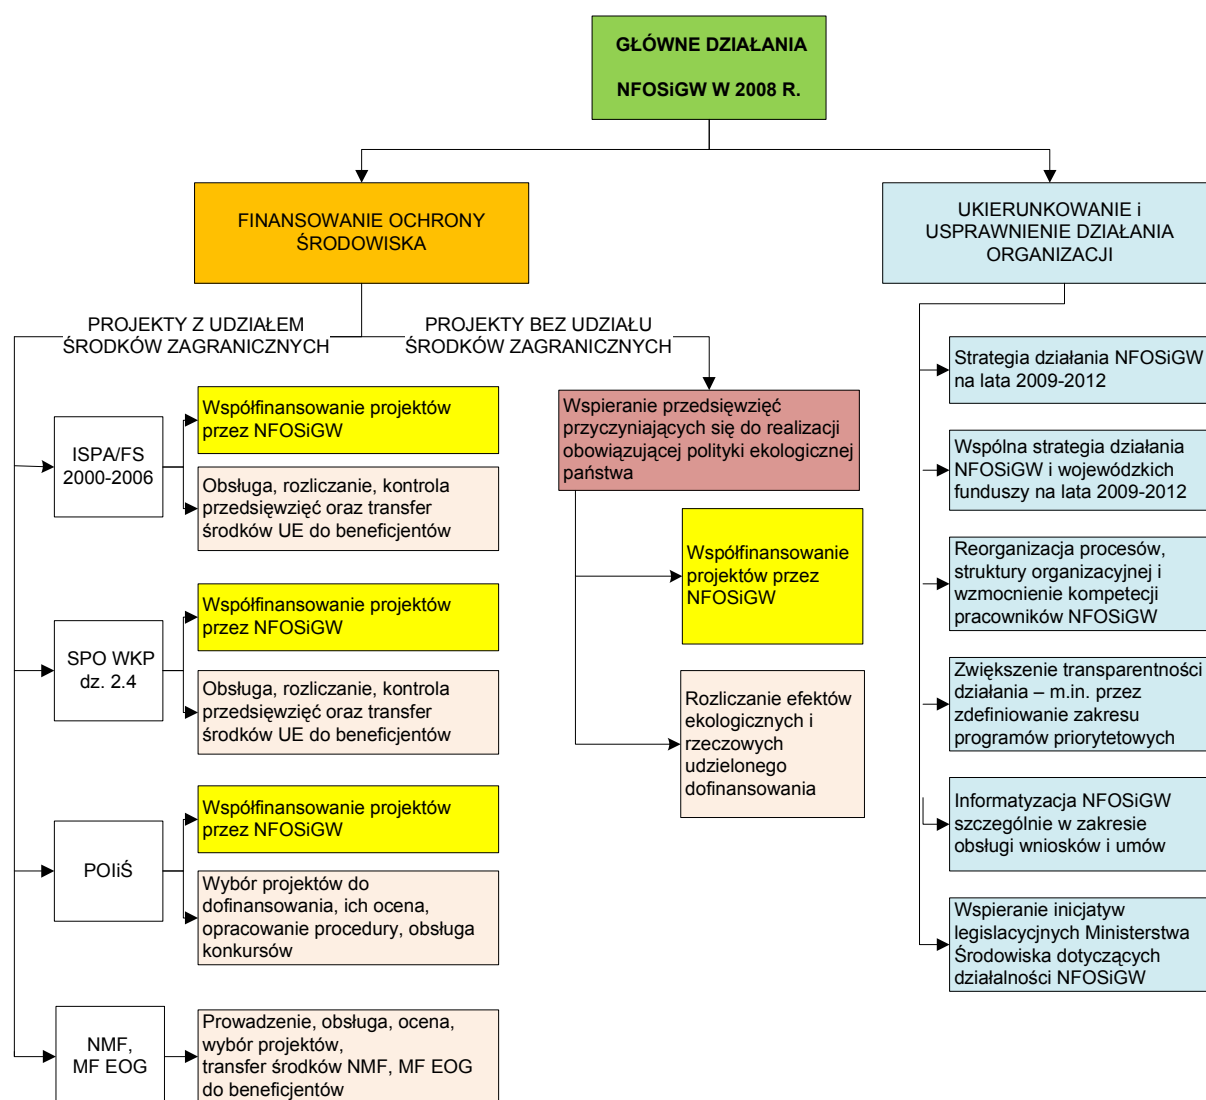 GŁÓWNE DZIAŁANIA
NFOSiGW W 2008 R.
FINANSOWANIE OCHRONY
ŚRODOWISKA
UKIERUNKOWANIE i
USPRAWNIENIE DZIAŁANIA
ORGANIZACJI
PROJEKTY Z UDZIAŁEM
ŚRODKÓW ZAGRANICZNYCH
PROJEKTY BEZ UDZIAŁU
ŚRODKÓW ZAGRANICZNYCH
ISPA/FS
2000-2006
Współfinansowanie projektów
przez NFOSiGW
Obsługa, rozliczanie, kontrola
przedsięwzięć oraz transfer
środków UE do beneficjentów
SPO WKP
dz. 2.4
Współfinansowanie projektów
przez NFOSiGW
Obsługa, rozliczanie, kontrola
przedsięwzięć oraz transfer
środków UE do beneficjentów
POIiŚ
Współfinansowanie projektów
przez NFOSiGW
Wybór projektów do
dofinansowania, ich ocena,
opracowanie procedury, obsługa
konkursów
NMF,
MF EOG
Prowadzenie, obsługa, ocena,
wybór projektów,
transfer środków NMF, MF EOG
do beneficjentów
Wspieranie przedsięwzięć
przyczyniających się do realizacji
obowiązującej polityki ekologicznej
państwa
Współfinansowanie
projektów przez
NFOSiGW
Rozliczanie efektów
ekologicznych i
rzeczowych
udzielonego
dofinansowania
Strategia działania NFOSiGW
na lata 2009-2012
Wspólna strategia działania
NFOSiGW i wojewódzkich
funduszy na lata 2009-2012
Reorganizacja procesów,
struktury organizacyjnej i
wzmocnienie kompetecji
pracowników NFOSiGW
Zwiększenie transparentności
działania – m.in. przez
zdefiniowanie zakresu
programów priorytetowych
Informatyzacja NFOSiGW
szczególnie w zakresie
obsługi wniosków i umów
Wspieranie inicjatyw
legislacycjnych Ministerstwa
Środowiska dotyczących
działalności NFOSiGW